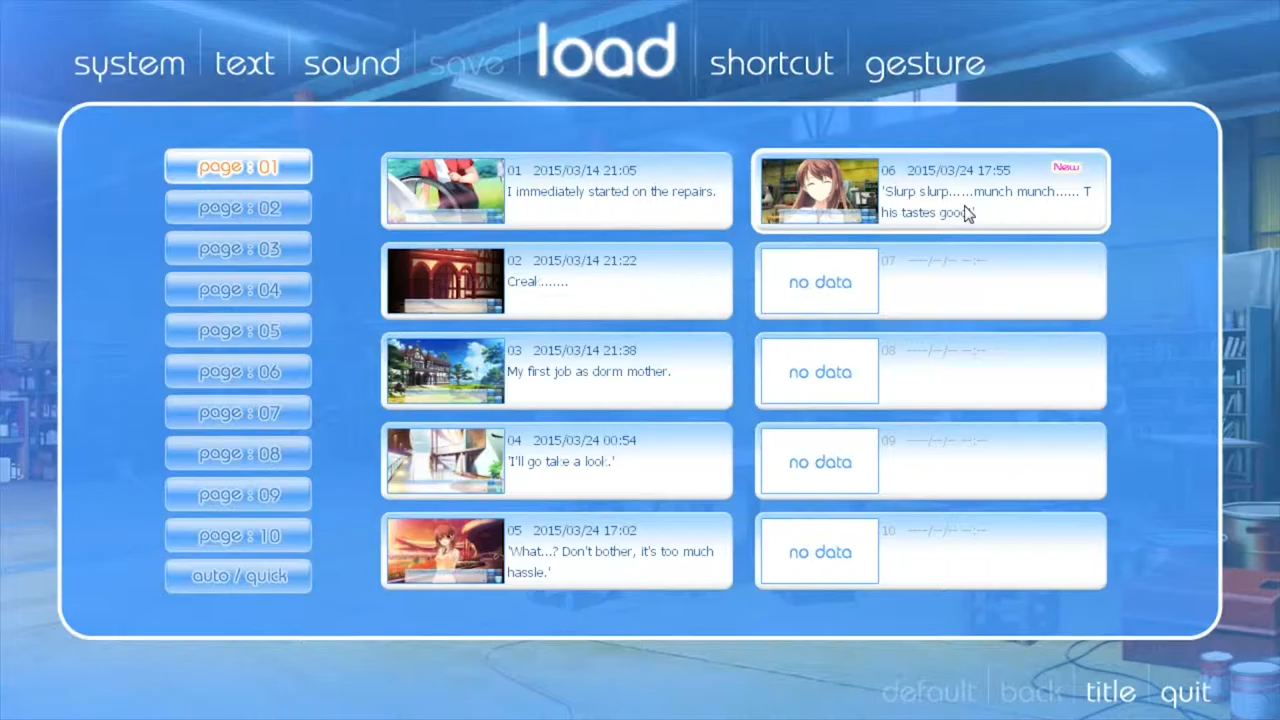 system text sound save load shortcut gesture
page : 01
page : 02
page : 03
page : 04
page : 05
page : 06
page : 07
page : 08
page : 09
page : 10
auto / quick
01 2015/03/14 21:05
I immediately started on the repairs.
02 2015/03/14 21:22
Creak.......
03 2015/03/14 21:38
My first job as dorm mother.
04 2015/03/24 00:54
'I'll go take a look.'
05 2015/03/24 17:02
'What...? Don't bother, it's too much
hassle.'
06 2015/03/24 17:55 New
'Slurp slurp......munch munch...... T
his tastes good.'
07 ----/--/-- --:--
no data
08 ----/--/-- --:--
no data
09 ----/--/-- --:--
no data
10 ----/--/-- --:--
no data
default back title quit